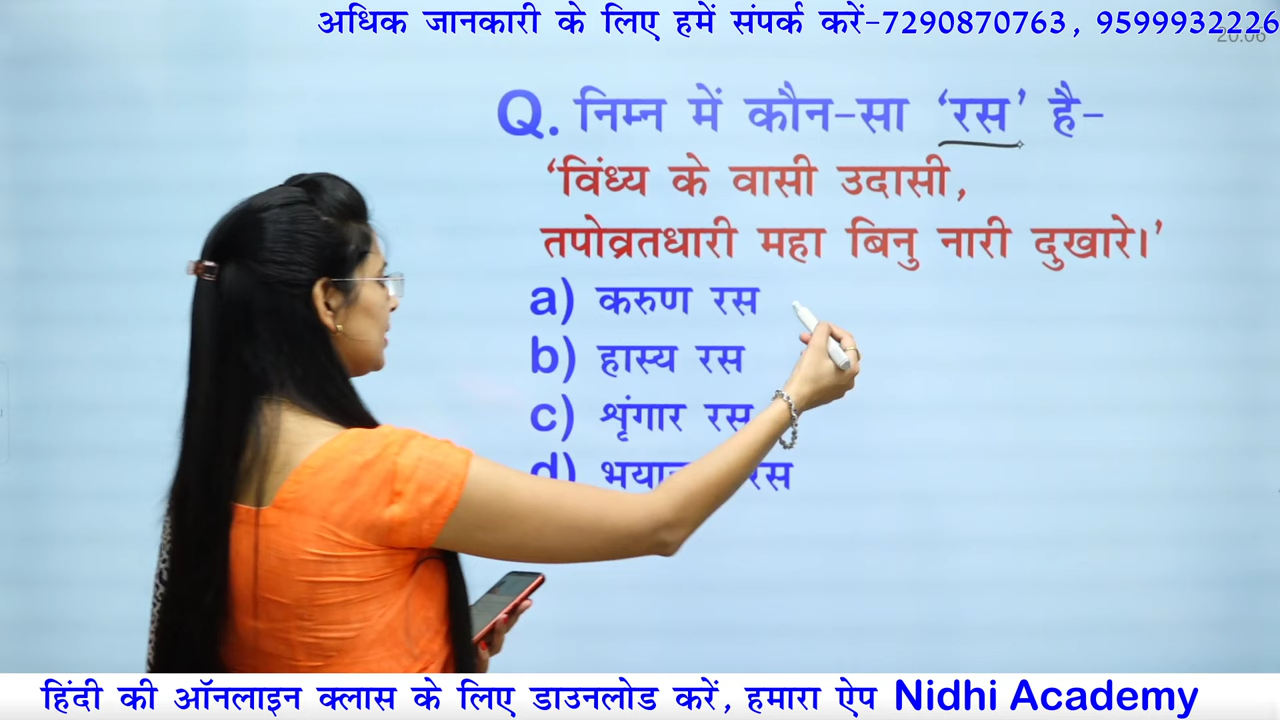 अधिक जानकारी के लिए हमें संपर्क करें-7290870763, 9599932226
Q. निम्न में कौन-सा 'रस' है-
'विंध्य के वासी उदासी,
तपोव्रतधारी महा बिनु नारी दुखारे।'
a) करुण रस
b) हास्य रस
c) शृंगार रस
d) रस
हिंदी की ऑनलाइन क्लास के लिए डाउनलोड करें, हमारा ऐप Nidhi Academy